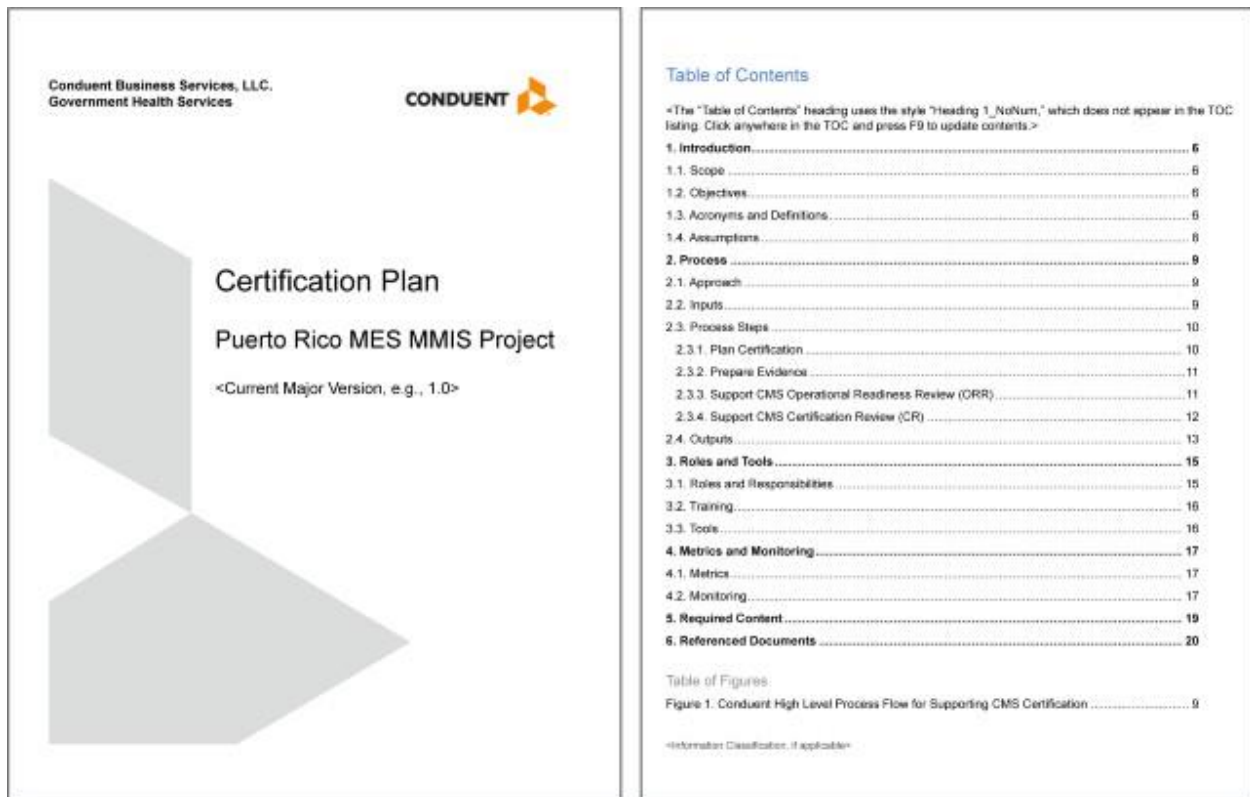 Conduent Business Services, LLC.
Government Health Services
CONDUENT
Certification Plan
Puerto Rico MES MMIS Project
<Current Major Version, e.g., 1.0>
Table of Contents
<The "Table of Contents" heading uses the style "Heading 1_NoNum," which does not appear in the TOC
listing. Click anywhere in the TOC and press F9 to update contents.>
1. Introduction 6
1.1. Scope 6
1.2. Objectives 6
1.3. Acronyms and Definitions 6
1.4. Assumptions 8
2. Process 9
2.1. Approach 9
2.2. Inputs 9
2.3. Process Steps 10
2.3.1. Plan Certification 10
2.3.2. Prepare Evidence 11
2.3.3. Support CMS Operational Readiness Review (ORR) 11
2.3.4. Support CMS Certification Review (CR) 12
2.4. Outputs 13
3. Roles and Tools 15
3.1. Roles and Responsibilities 15
3.2. Training 16
3.3. Tools 16
4. Metrics and Monitoring 17
4.1. Metrics 17
4.2. Monitoring 17
5. Required Content 19
6. Referenced Documents 20
Table of Figures
Figure 1. Conduent High Level Process Flow for Supporting CMS Certification 9
<Information Classification, if applicable>